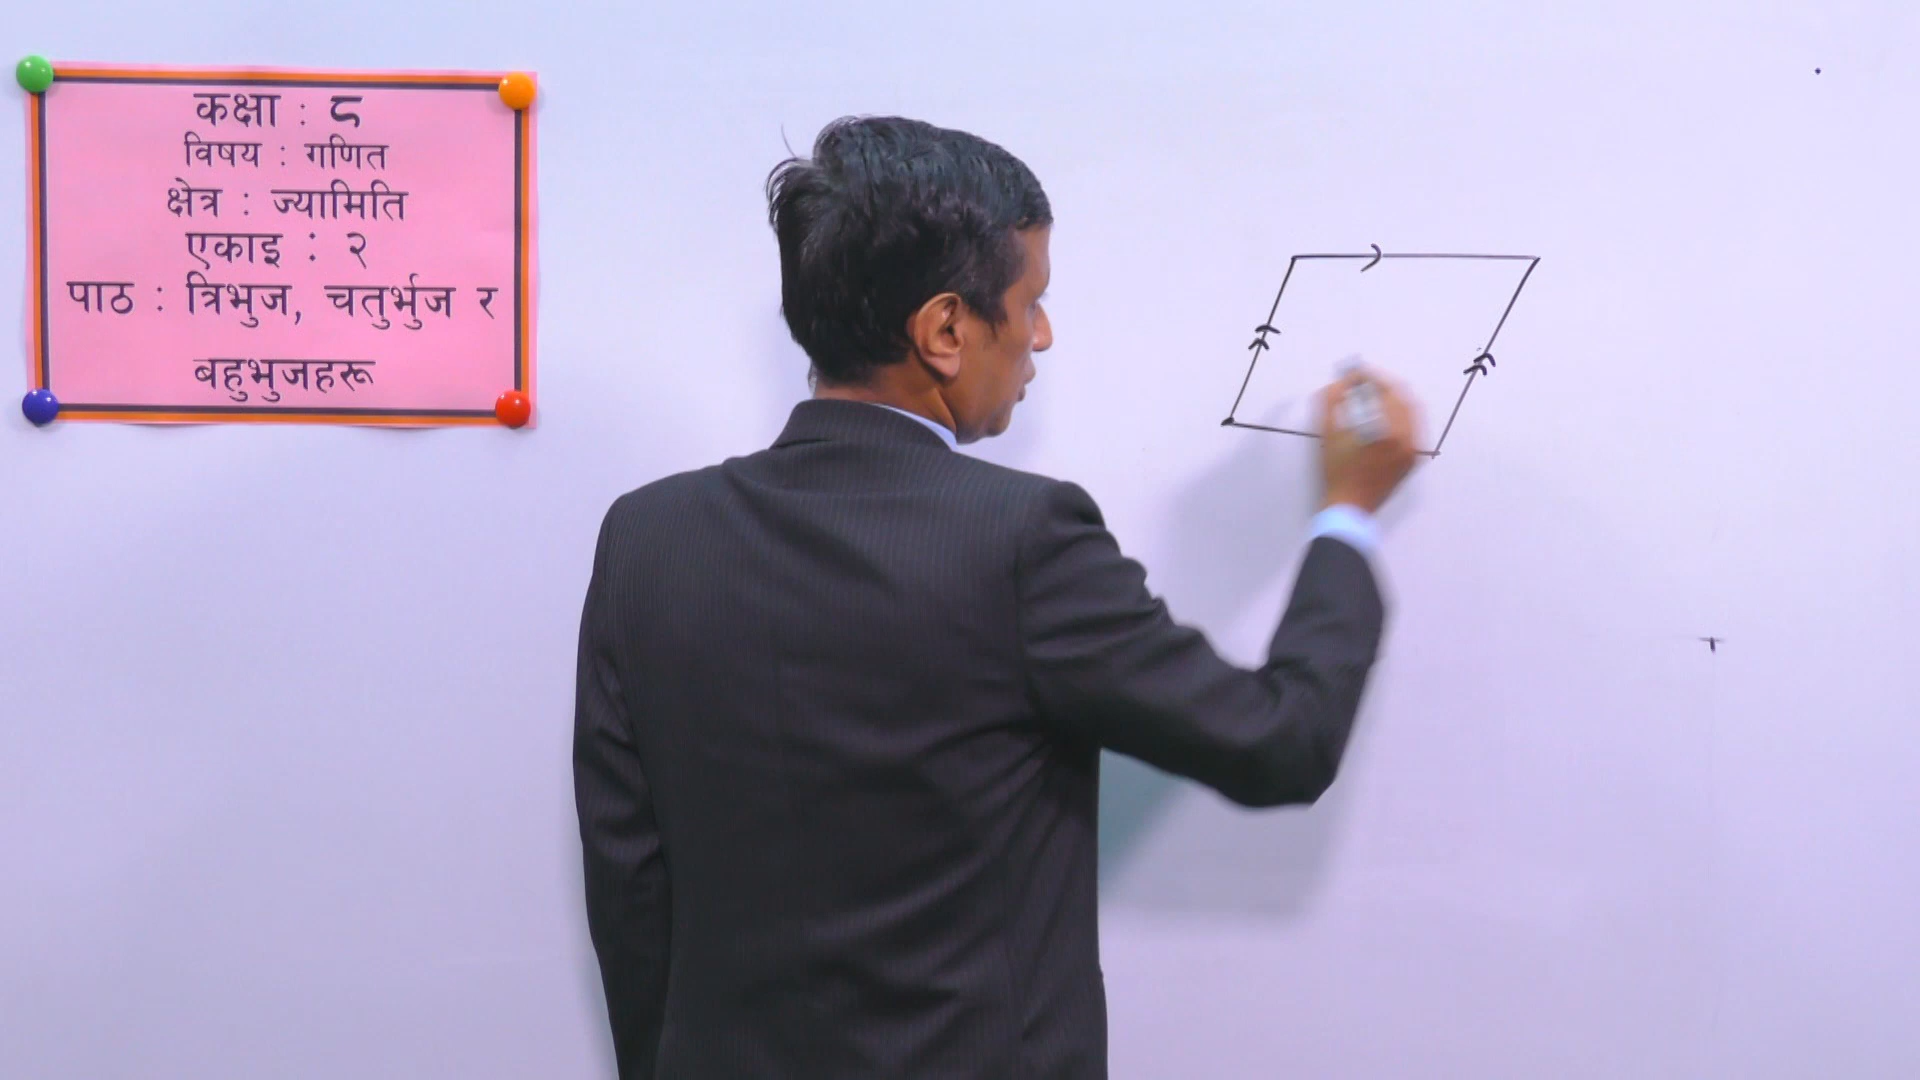 कक्षा : ८
विषय : गणित
क्षेत्र : ज्यामिति
एकाइ : २
पाठ : त्रिभुज, चतुर्भुज र
बहुभुजहरू